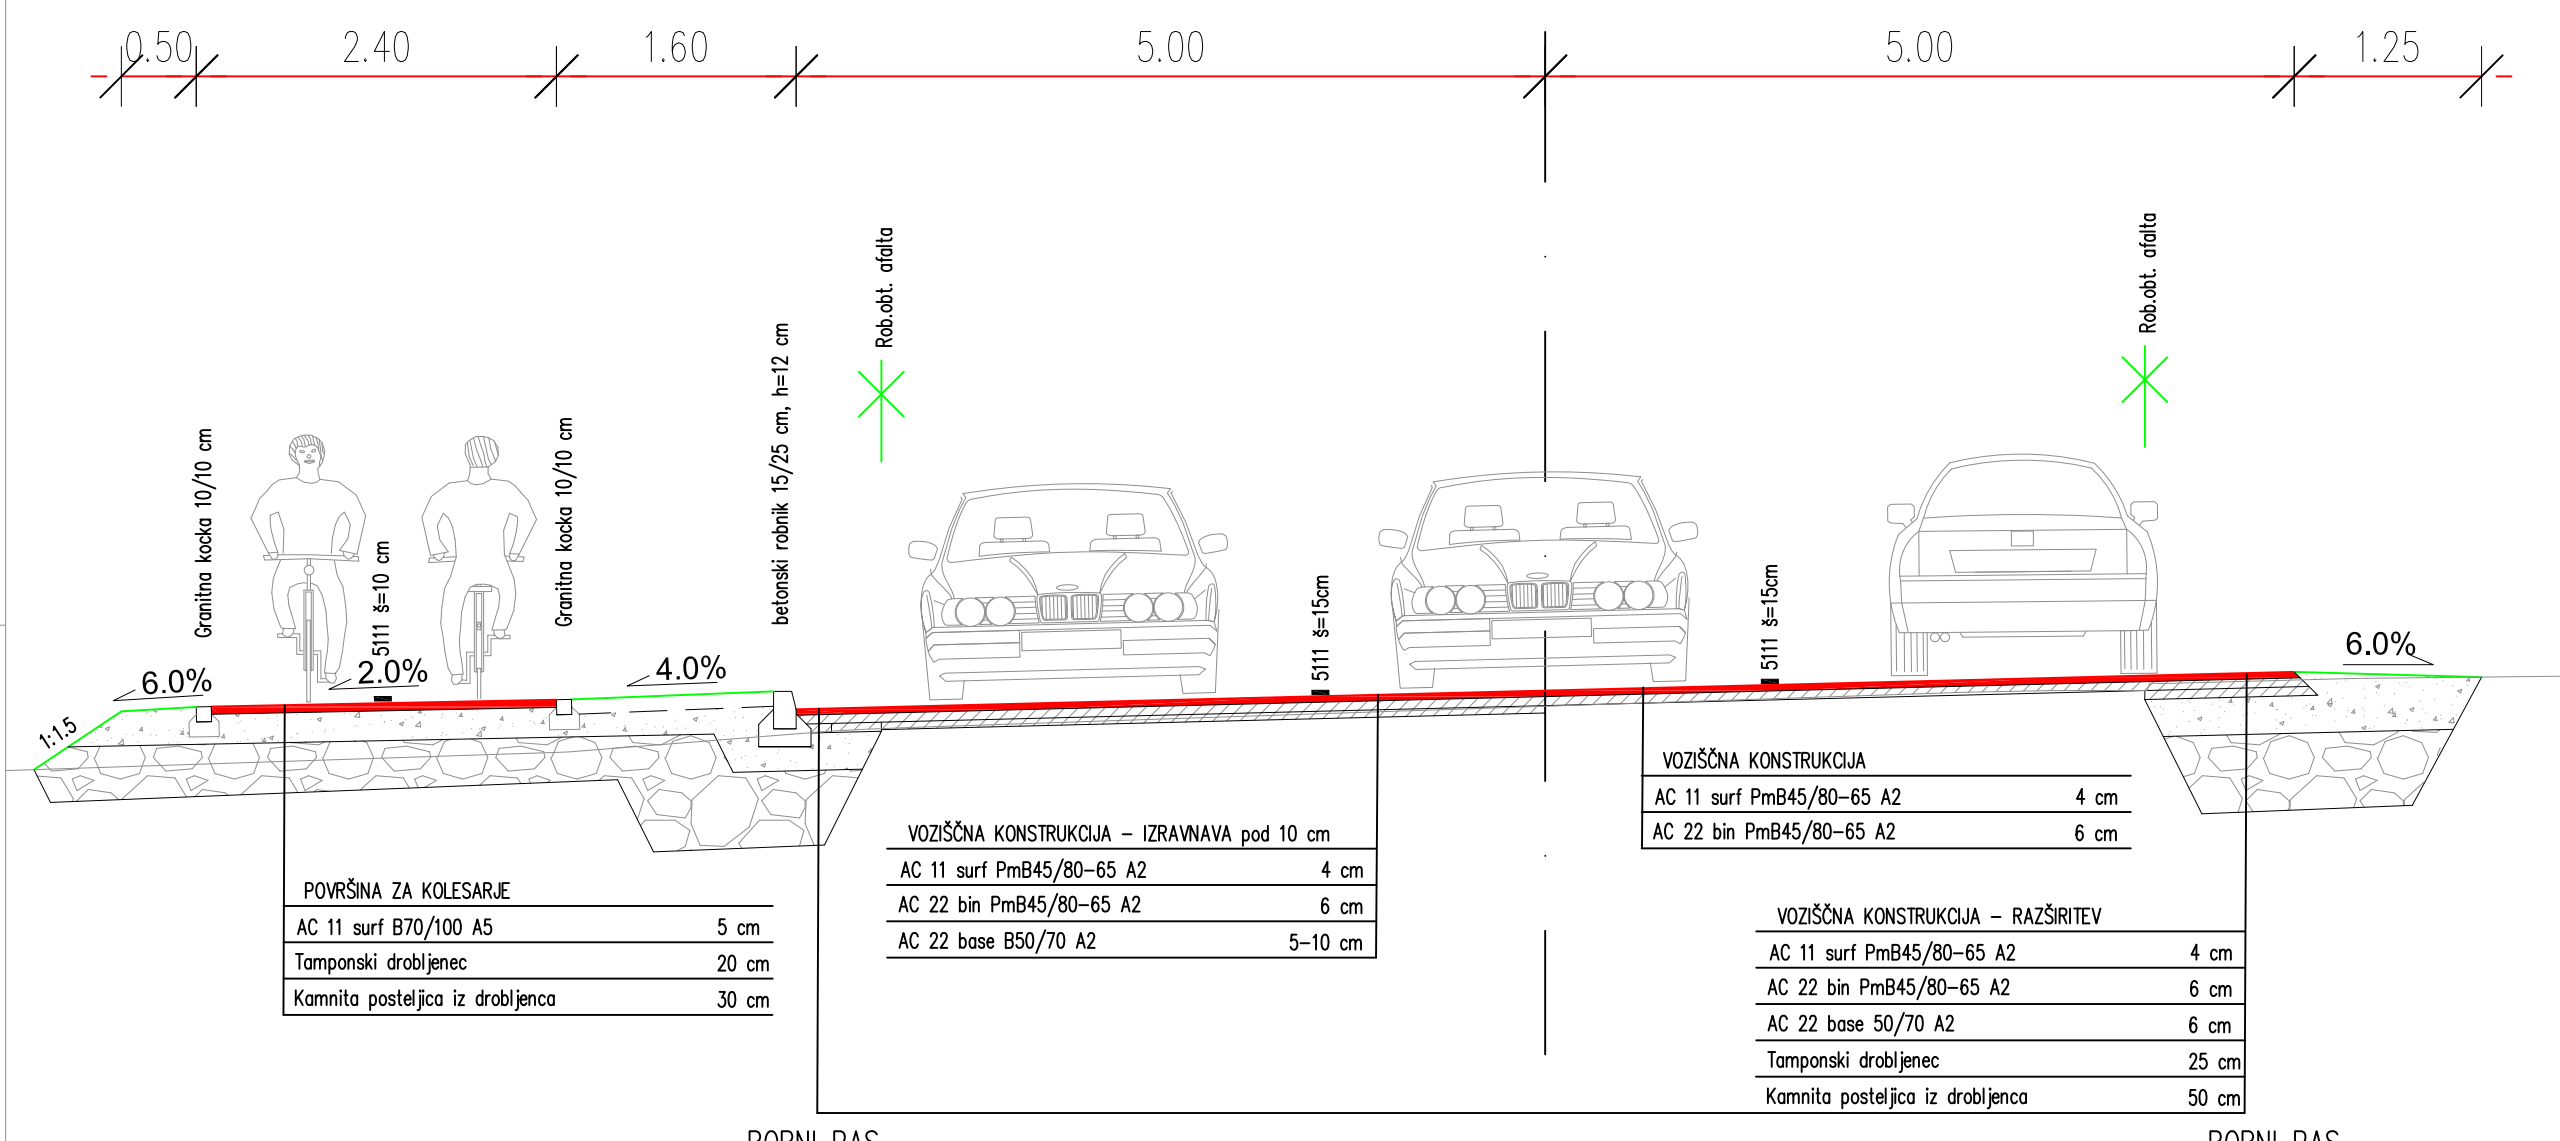 0.50 2.40 1.60 5.00 5.00 1.25
Rob.obt. afalta
Rob.obt. afalta
Granitna kocka 10/10 cm
5111 š=10 cm
Granitna kocka 10/10 cm
betonski robnik 15/25 cm, h=12 cm
5111 š=15cm
5111 š=15cm
1:1.5
6.0%
2.0%
4.0%
6.0%
POVRŠINA ZA KOLESARJE
AC 11 surf B70/100 A5 5 cm
Tamponski drobljenec 20 cm
Kamnita posteljica iz drobljenca 30 cm
VOZIŠČNA KONSTRUKCIJA – IZRAVNAVA pod 10 cm
AC 11 surf PmB45/80–65 A2 4 cm
AC 22 bin PmB45/80–65 A2 6 cm
AC 22 base B50/70 A2 5–10 cm
VOZIŠČNA KONSTRUKCIJA
AC 11 surf PmB45/80–65 A2 4 cm
AC 22 bin PmB45/80–65 A2 6 cm
VOZIŠČNA KONSTRUKCIJA – RAZŠIRITEV
AC 11 surf PmB45/80–65 A2 4 cm
AC 22 bin PmB45/80–65 A2 6 cm
AC 22 base 50/70 A2 6 cm
Tamponski drobljenec 25 cm
Kamnita posteljica iz drobljenca 50 cm